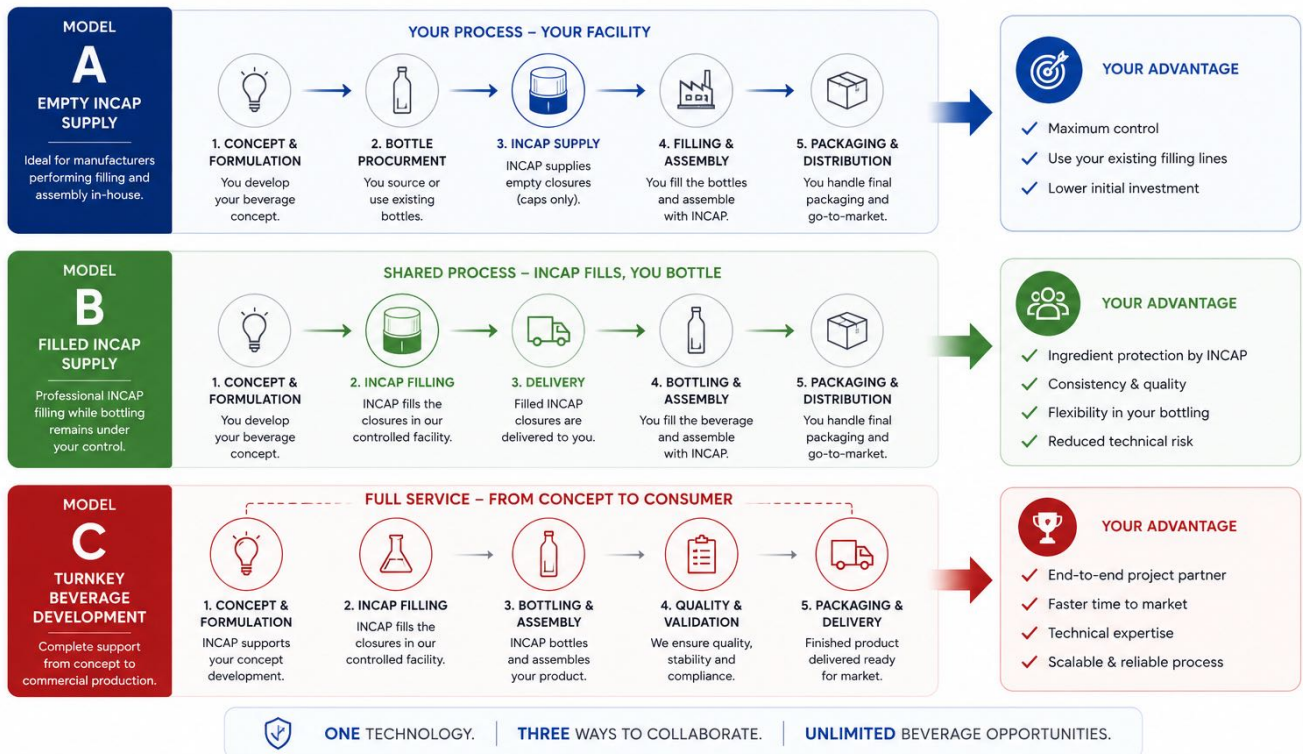 MODEL
A
EMPTY INCAP
SUPPLY
Ideal for manufacturers
performing filling and
assembly in-house.
YOUR PROCESS – YOUR FACILITY
1. CONCEPT &
FORMULATION
You develop
your beverage
concept.
2. BOTTLE
PROCURMENT
You source or
use existing
bottles.
3. INCAP SUPPLY
INCAP supplies
empty closures
(caps only).
4. FILLING &
ASSEMBLY
You fill the bottles
and assemble
with INCAP.
5. PACKAGING &
DISTRIBUTION
You handle final
packaging and
go-to-market.
YOUR ADVANTAGE
Maximum control
Use your existing filling lines
Lower initial investment
MODEL
B
FILLED INCAP
SUPPLY
Professional INCAP
filling while bottling
remains under
your control.
SHARED PROCESS – INCAP FILLS, YOU BOTTLE
1. CONCEPT &
FORMULATION
You develop
your beverage
concept.
2. INCAP FILLING
INCAP fills the
closures in our
controlled facility.
3. DELIVERY
Filled INCAP
closures are
delivered to you.
4. BOTTLING &
ASSEMBLY
You fill the beverage
and assemble
with INCAP.
5. PACKAGING &
DISTRIBUTION
You handle final
packaging and
go-to-market.
YOUR ADVANTAGE
Ingredient protection by INCAP
Consistency & quality
Flexibility in your bottling
Reduced technical risk
MODEL
C
TURNKEY
BEVERAGE
DEVELOPMENT
Complete support
from concept to
commercial production.
FULL SERVICE – FROM CONCEPT TO CONSUMER
1. CONCEPT &
FORMULATION
INCAP supports
your concept
development.
2. INCAP FILLING
INCAP fills the
closures in our
controlled facility.
3. BOTTLING &
ASSEMBLY
INCAP bottles
and assembles
your product.
4. QUALITY &
VALIDATION
We ensure quality,
stability and
compliance.
5. PACKAGING &
DELIVERY
Finished product
delivered ready
for market.
YOUR ADVANTAGE
End-to-end project partner
Faster time to market
Technical expertise
Scalable & reliable process
ONE TECHNOLOGY. THREE WAYS TO COLLABORATE. UNLIMITED BEVERAGE OPPORTUNITIES.